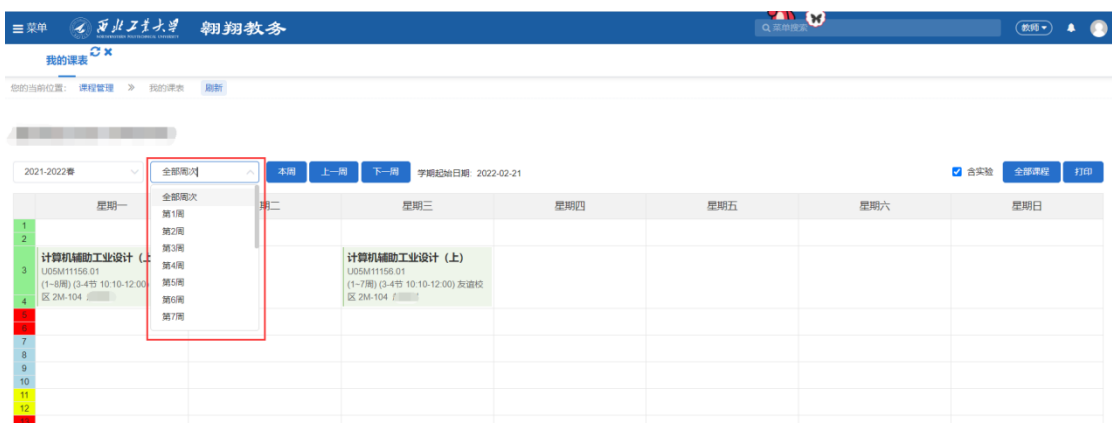 菜单 西北工业大学 翱翔教务 菜单搜索 教师
我的课表
您的当前位置: 课程管理 》 我的课表 刷新
2021-2022春 全部周次 本周 上一周 下一周 学期起始日期: 2022-02-21 含实验 全部课程 打印
星期一 期二 星期三 星期四 星期五 星期六 星期日
全部周次
第1周
第2周
第3周
第4周
第5周
第6周
第7周
1
2
3
4
计算机辅助工业设计（上
U05M11156.01
(1~8周) (3-4节 10:10-12:00)
区 2M-104
计算机辅助工业设计（上）
U05M11156.01
(1~7周) (3-4节 10:10-12:00) 友谊校
区 2M-104
5
6
7
8
9
10
11
12